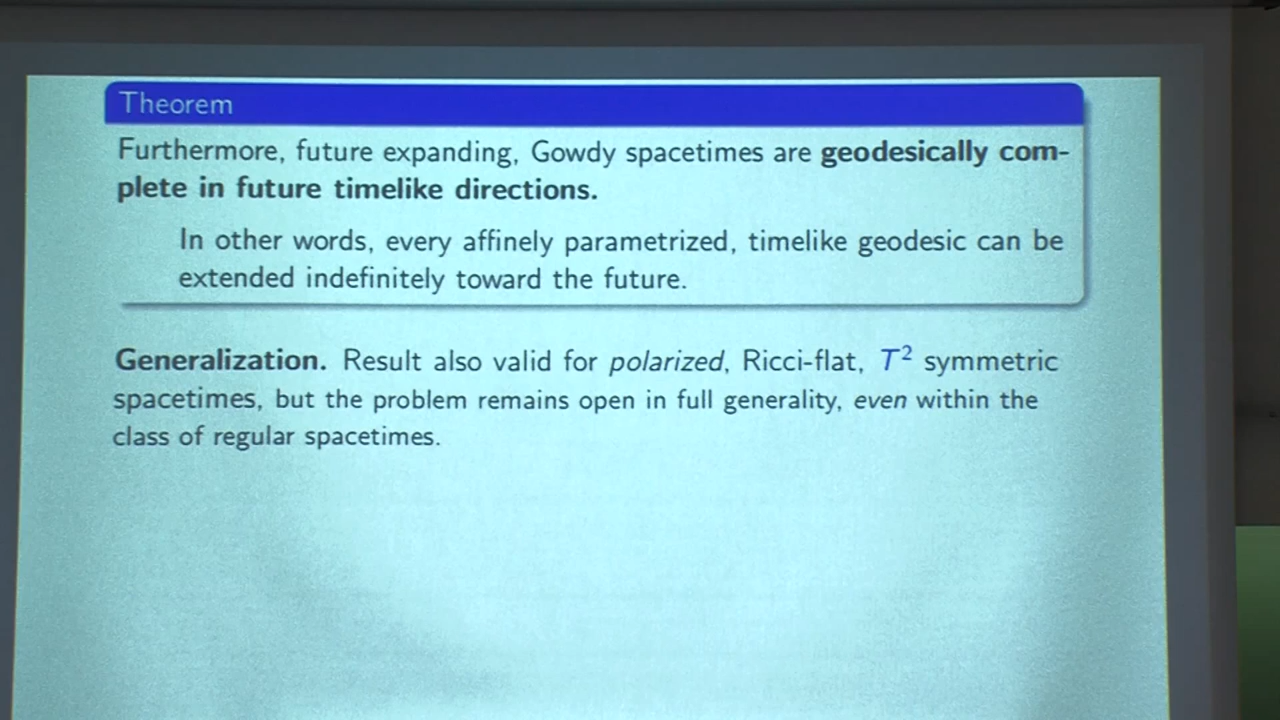 Theorem
Furthermore, future expanding, Gowdy spacetimes are geodesically com-
plete in future timelike directions.
In other words, every affinely parametrized, timelike geodesic can be
extended indefinitely toward the future.
Generalization. Result also valid for polarized, Ricci-flat, T² symmetric
spacetimes, but the problem remains open in full generality, even within the
class of regular spacetimes.